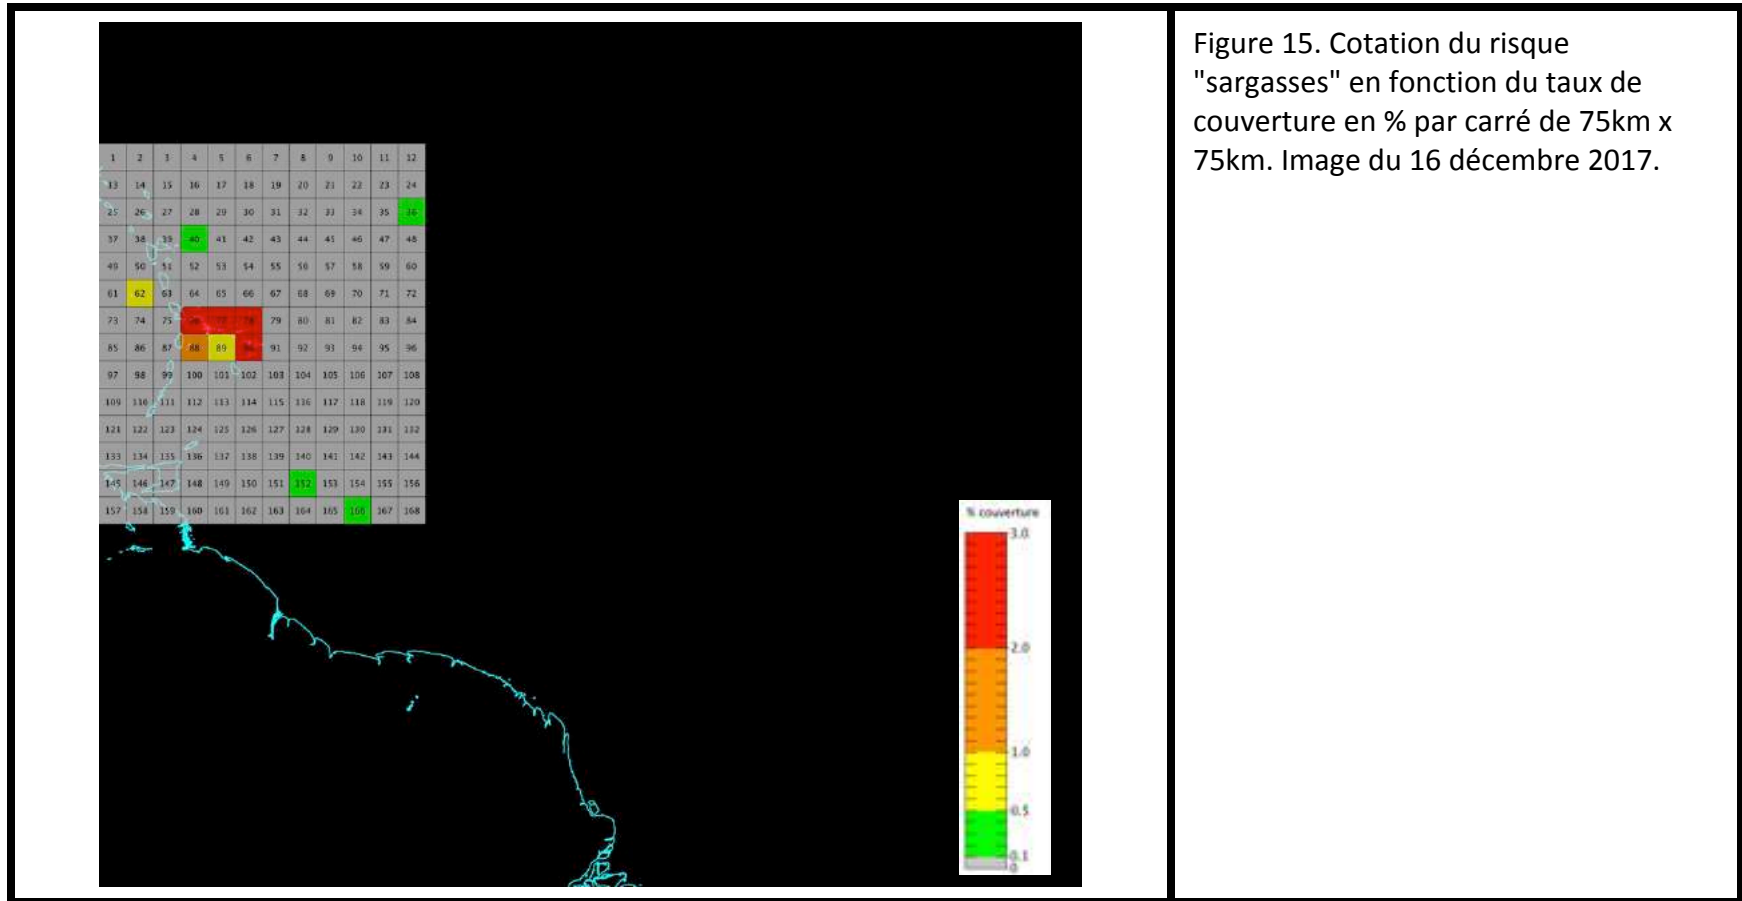 1 2 3 4 5 6 7 8 9 10 11 12
13 14 15 16 17 18 19 20 21 22 23 24
25 26 27 28 29 30 31 32 33 34 35 36
37 38 39 40 41 42 43 44 45 46 47 48
49 50 51 52 53 54 55 56 57 58 59 60
61 62 63 64 65 66 67 68 69 70 71 72
73 74 75 79 80 81 82 83 84
85 86 87 88 89 91 92 93 94 95 96
97 98 99 100 101 102 103 104 105 106 107 108
109 110 111 112 113 114 115 116 117 118 119 120
121 122 123 124 125 126 127 128 129 130 131 132
133 134 135 136 137 138 139 140 141 142 143 144
145 146 147 148 149 150 151 152 153 154 155 156
157 158 159 160 161 162 163 164 165 166 167 168
% couverture
3.0
2.0
1.0
0.5
0.1
0
Figure 15. Cotation du risque
"sargasses" en fonction du taux de
couverture en % par carré de 75km x
75km. Image du 16 décembre 2017.